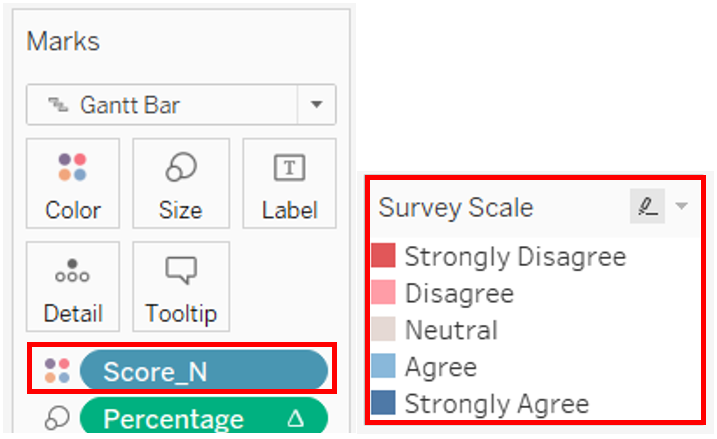 Marks
Gantt Bar
Color Size Label
Detail Tooltip
Score_N
Percentage Δ
Survey Scale
Strongly Disagree
Disagree
Neutral
Agree
Strongly Agree